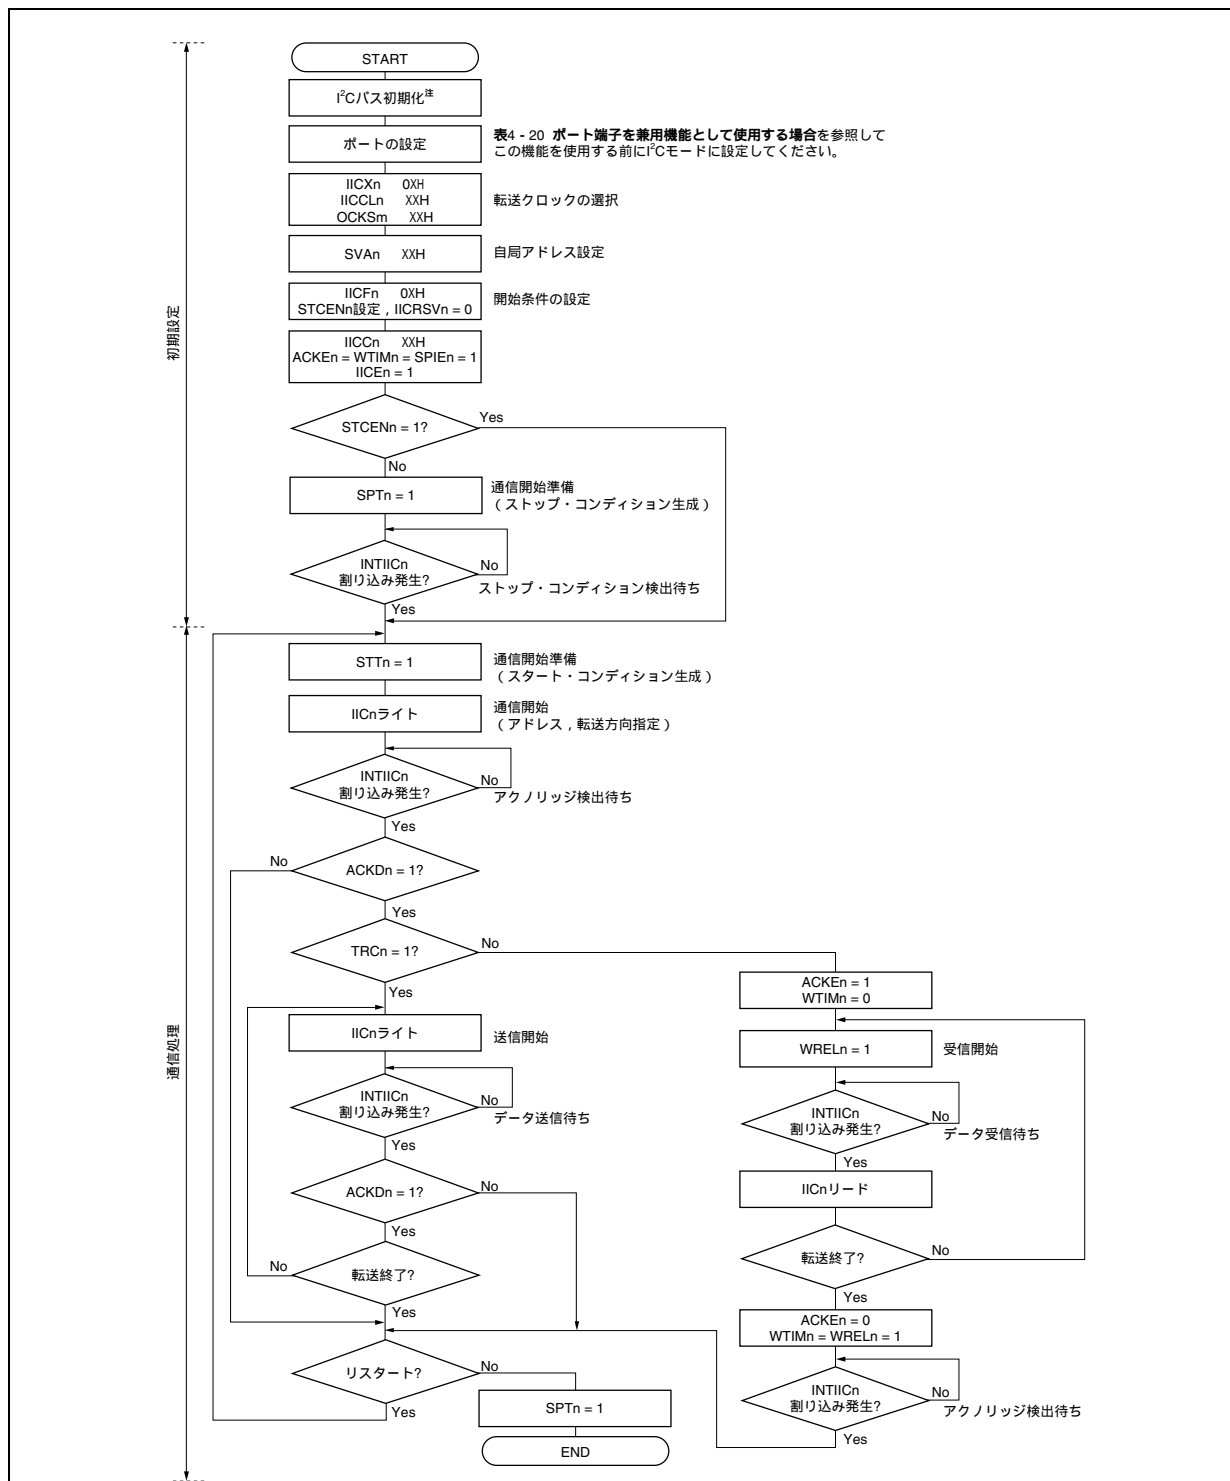 START
I²Cバス初期化注
ポートの設定
表4-20 ポート端子を兼用機能として使用する場合を参照して
この機能を使用する前にI²Cモードに設定してください。
IICXn 0XH
IICCLn XXH
OCKSm XXH
転送クロックの選択
SVAn XXH
自局アドレス設定
IICFn 0XH
STCENn設定，IICRSVn = 0
開始条件の設定
IICCn XXH
ACKEn = WTIMn = SPIEn = 1
IICEn = 1
初期設定
STCENn = 1?
Yes
No
SPTn = 1
通信開始準備
（ストップ・コンディション生成）
INTIICn
割り込み発生?
No
ストップ・コンディション検出待ち
Yes
STTn = 1
通信開始準備
（スタート・コンディション生成）
IICnライト
通信開始
（アドレス，転送方向指定）
INTIICn
割り込み発生?
No
アクノリッジ検出待ち
Yes
No
ACKDn = 1?
Yes
TRCn = 1?
No
Yes
通信処理
IICnライト
送信開始
INTIICn
割り込み発生?
No
データ送信待ち
Yes
ACKDn = 1?
No
Yes
No
転送終了?
Yes
リスタート?
No
Yes
SPTn = 1
END
ACKEn = 1
WTIMn = 0
WRELn = 1
受信開始
INTIICn
割り込み発生?
No
データ受信待ち
Yes
IICnリード
転送終了?
No
Yes
ACKEn = 0
WTIMn = WRELn = 1
INTIICn
割り込み発生?
No
アクノリッジ検出待ち
Yes